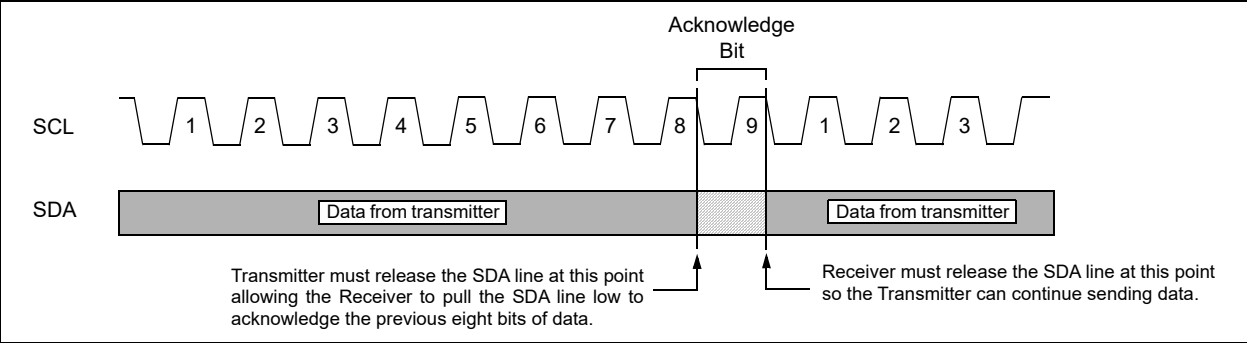 Acknowledge
Bit
SCL
1 2 3 4 5 6 7 8 9 1 2 3
SDA
Data from transmitter
Data from transmitter
Transmitter must release the SDA line at this point
allowing the Receiver to pull the SDA line low to
acknowledge the previous eight bits of data.
Receiver must release the SDA line at this point
so the Transmitter can continue sending data.